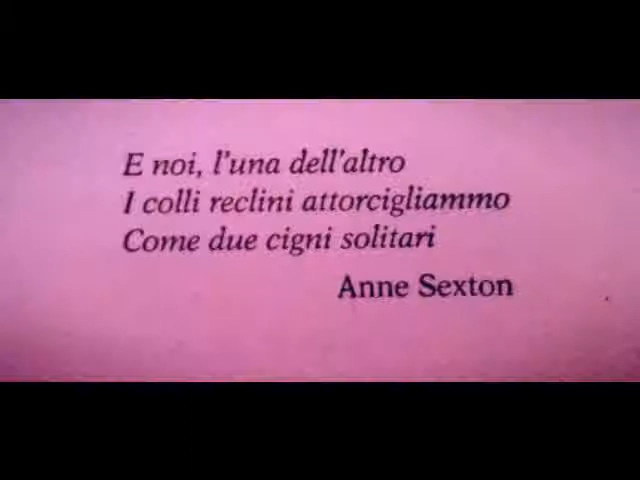 E noi, l'una dell'altro
I colli reclini attorcigliammo
Come due cigni solitari
Anne Sexton